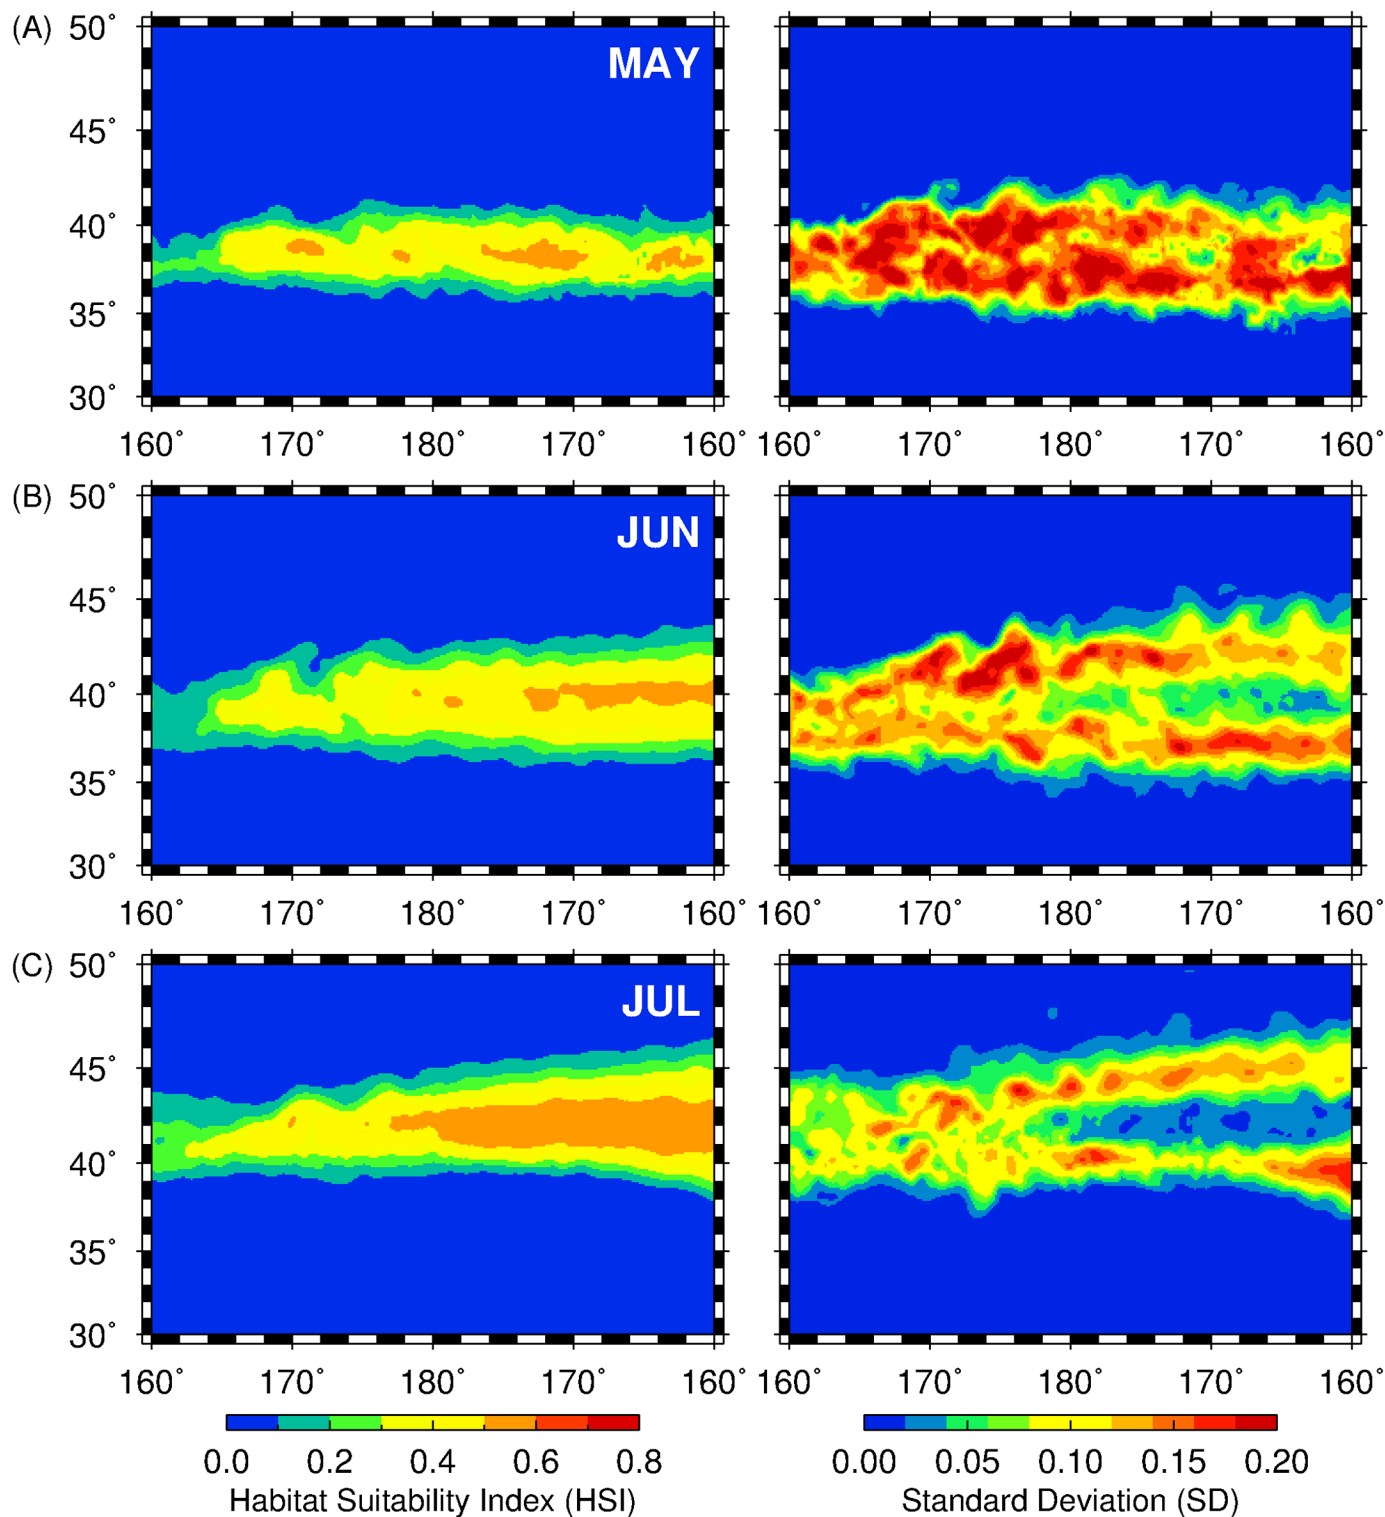 (A)
MAY
50° 45° 40° 35° 30°
160° 170° 180° 170° 160° 160° 170° 180° 170° 160°
(B)
JUN
50° 45° 40° 35° 30°
160° 170° 180° 170° 160° 160° 170° 180° 170° 160°
(C)
JUL
50° 45° 40° 35° 30°
160° 170° 180° 170° 160° 160° 170° 180° 170° 160°
0.0 0.2 0.4 0.6 0.8 0.00 0.05 0.10 0.15 0.20
Habitat Suitability Index (HSI) Standard Deviation (SD)